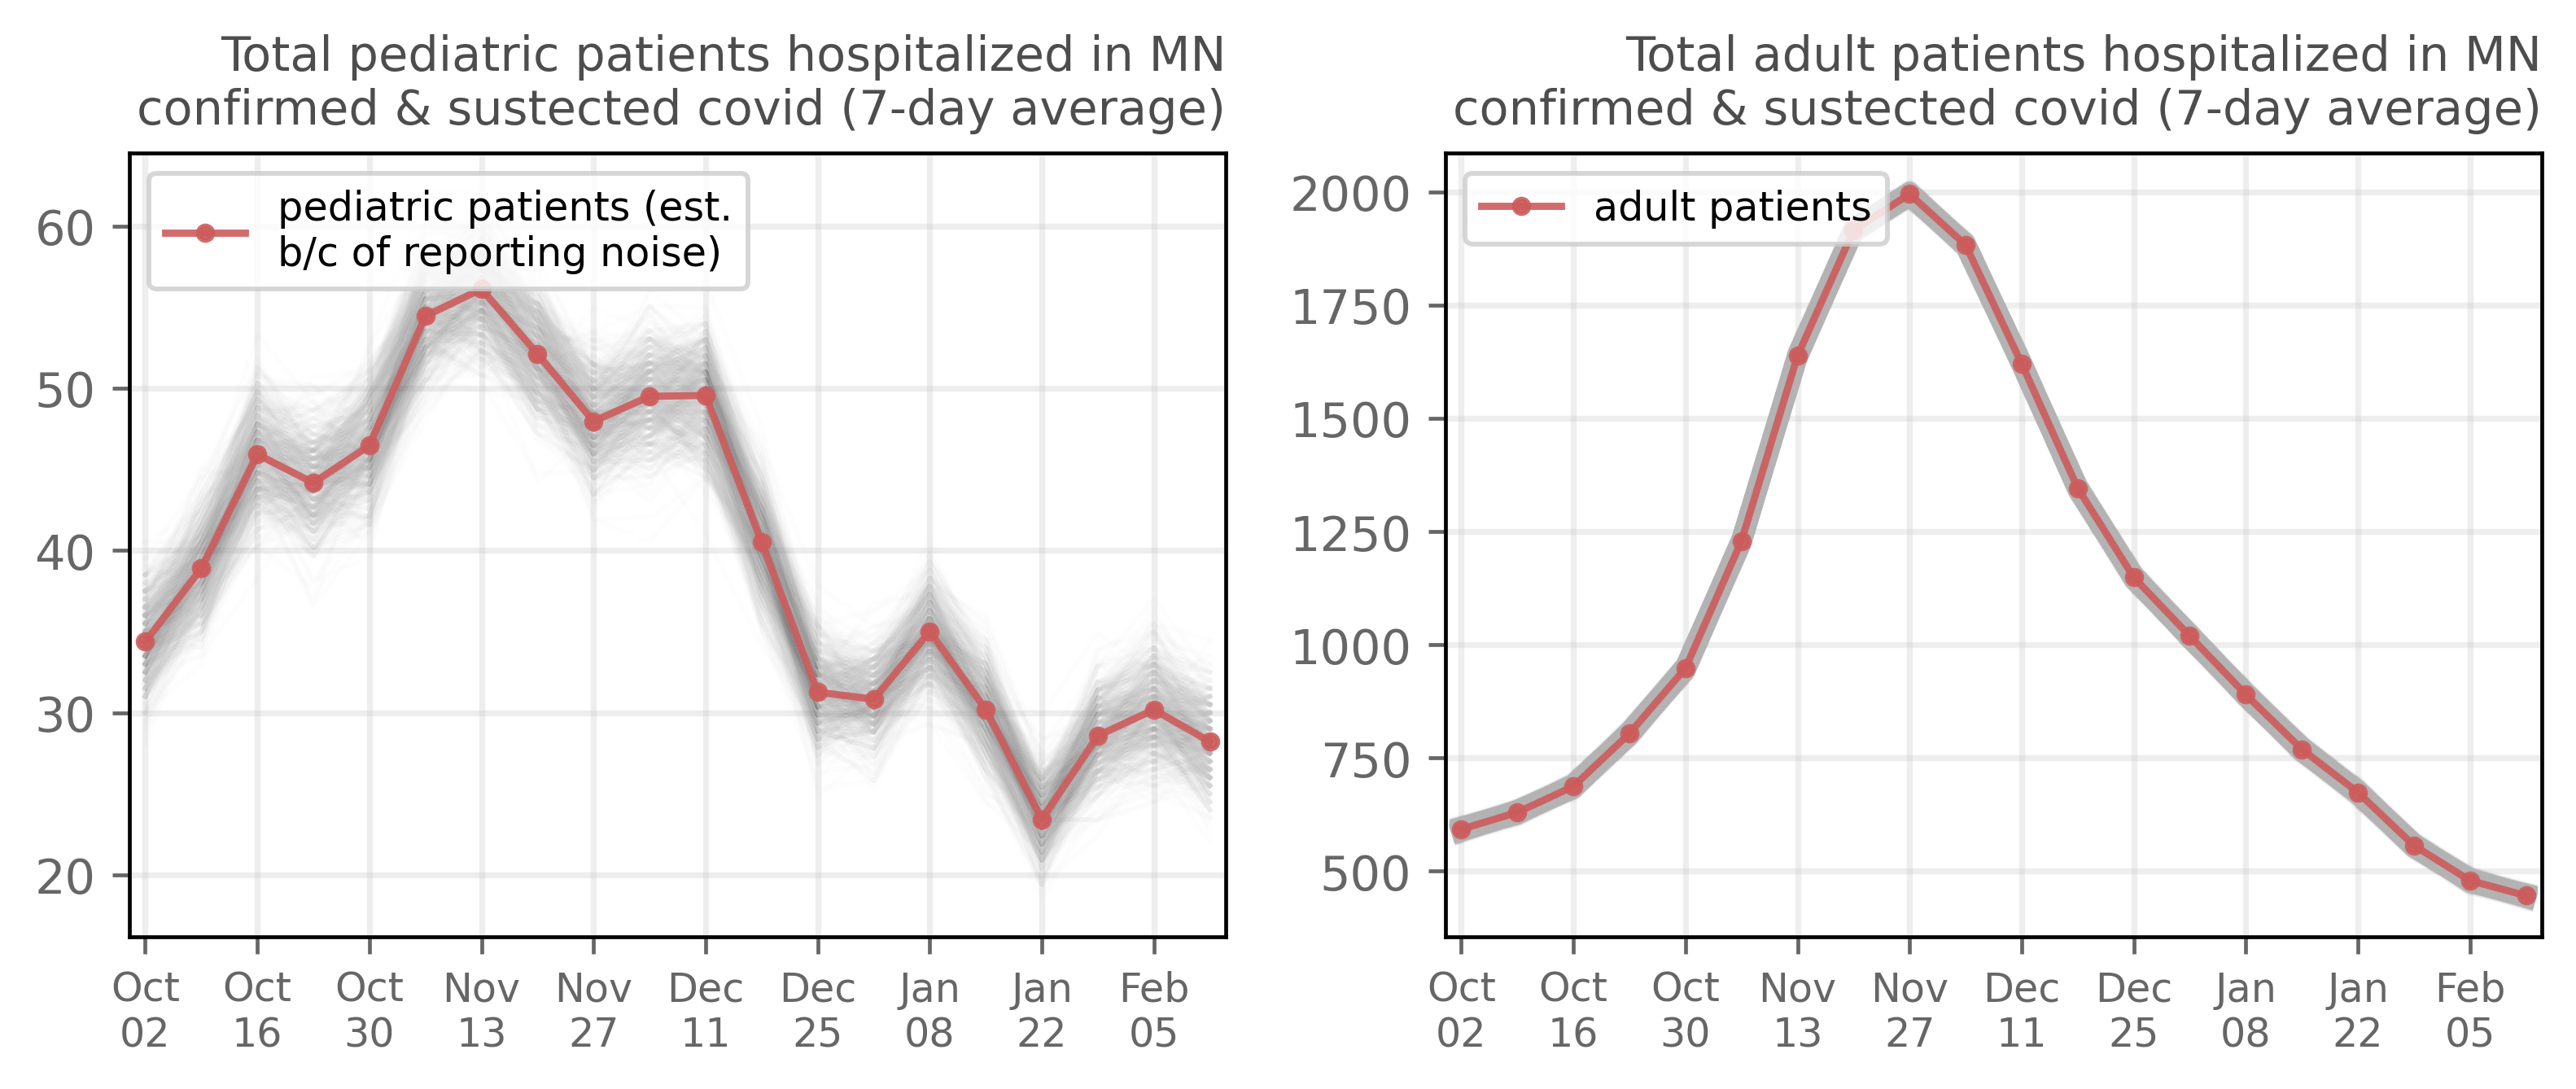 Total pediatric patients hospitalized in MN
confirmed & sustected covid (7-day average)
pediatric patients (est.
b/c of reporting noise)
60
50
40
30
20
Oct Oct Oct Nov Nov Dec Dec Jan Jan Feb
02 16 30 13 27 11 25 08 22 05
Total adult patients hospitalized in MN
confirmed & sustected covid (7-day average)
adult patients
2000
1750
1500
1250
1000
750
500
Oct Oct Oct Nov Nov Dec Dec Jan Jan Feb
02 16 30 13 27 11 25 08 22 05